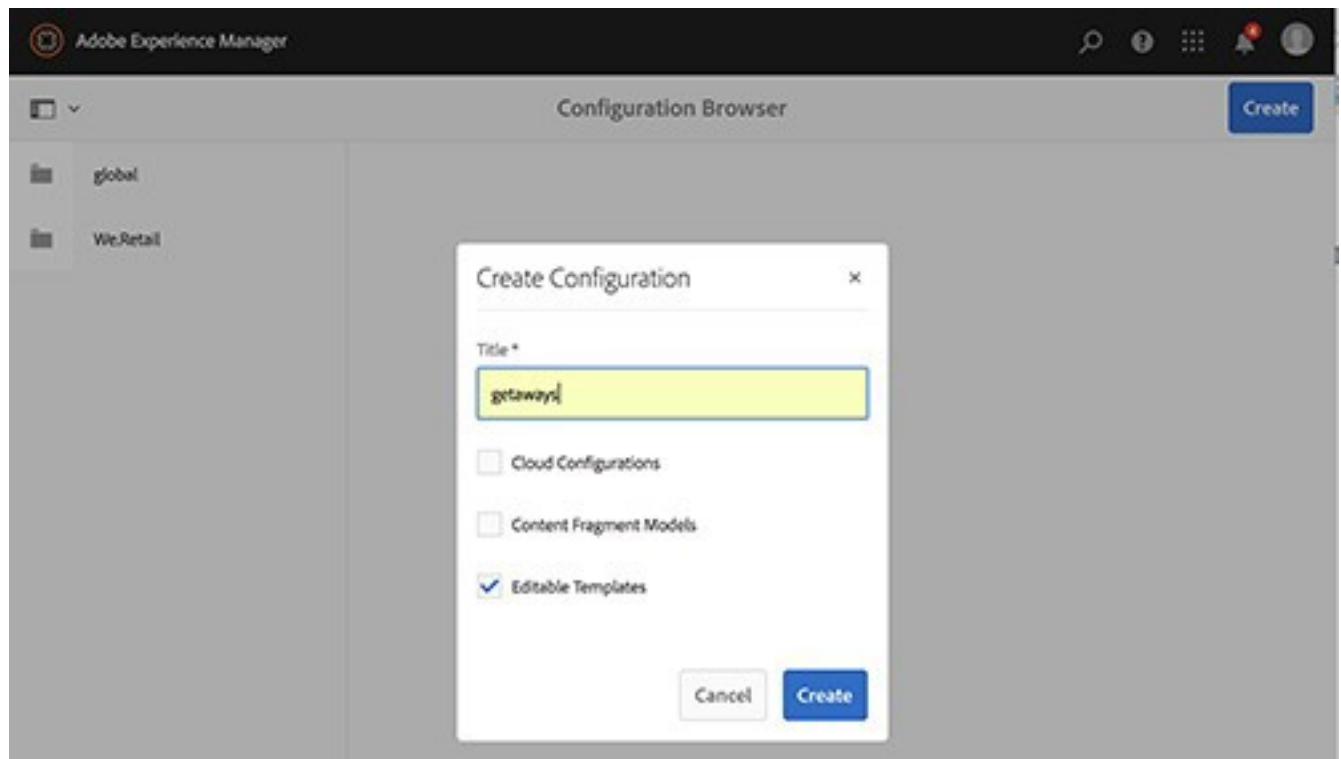 Adobe Experience Manager
Configuration Browser
Create
global
We.Retail
Create Configuration
Title *
getaways
Cloud Configurations
Content Fragment Models
Editable Templates
Cancel
Create